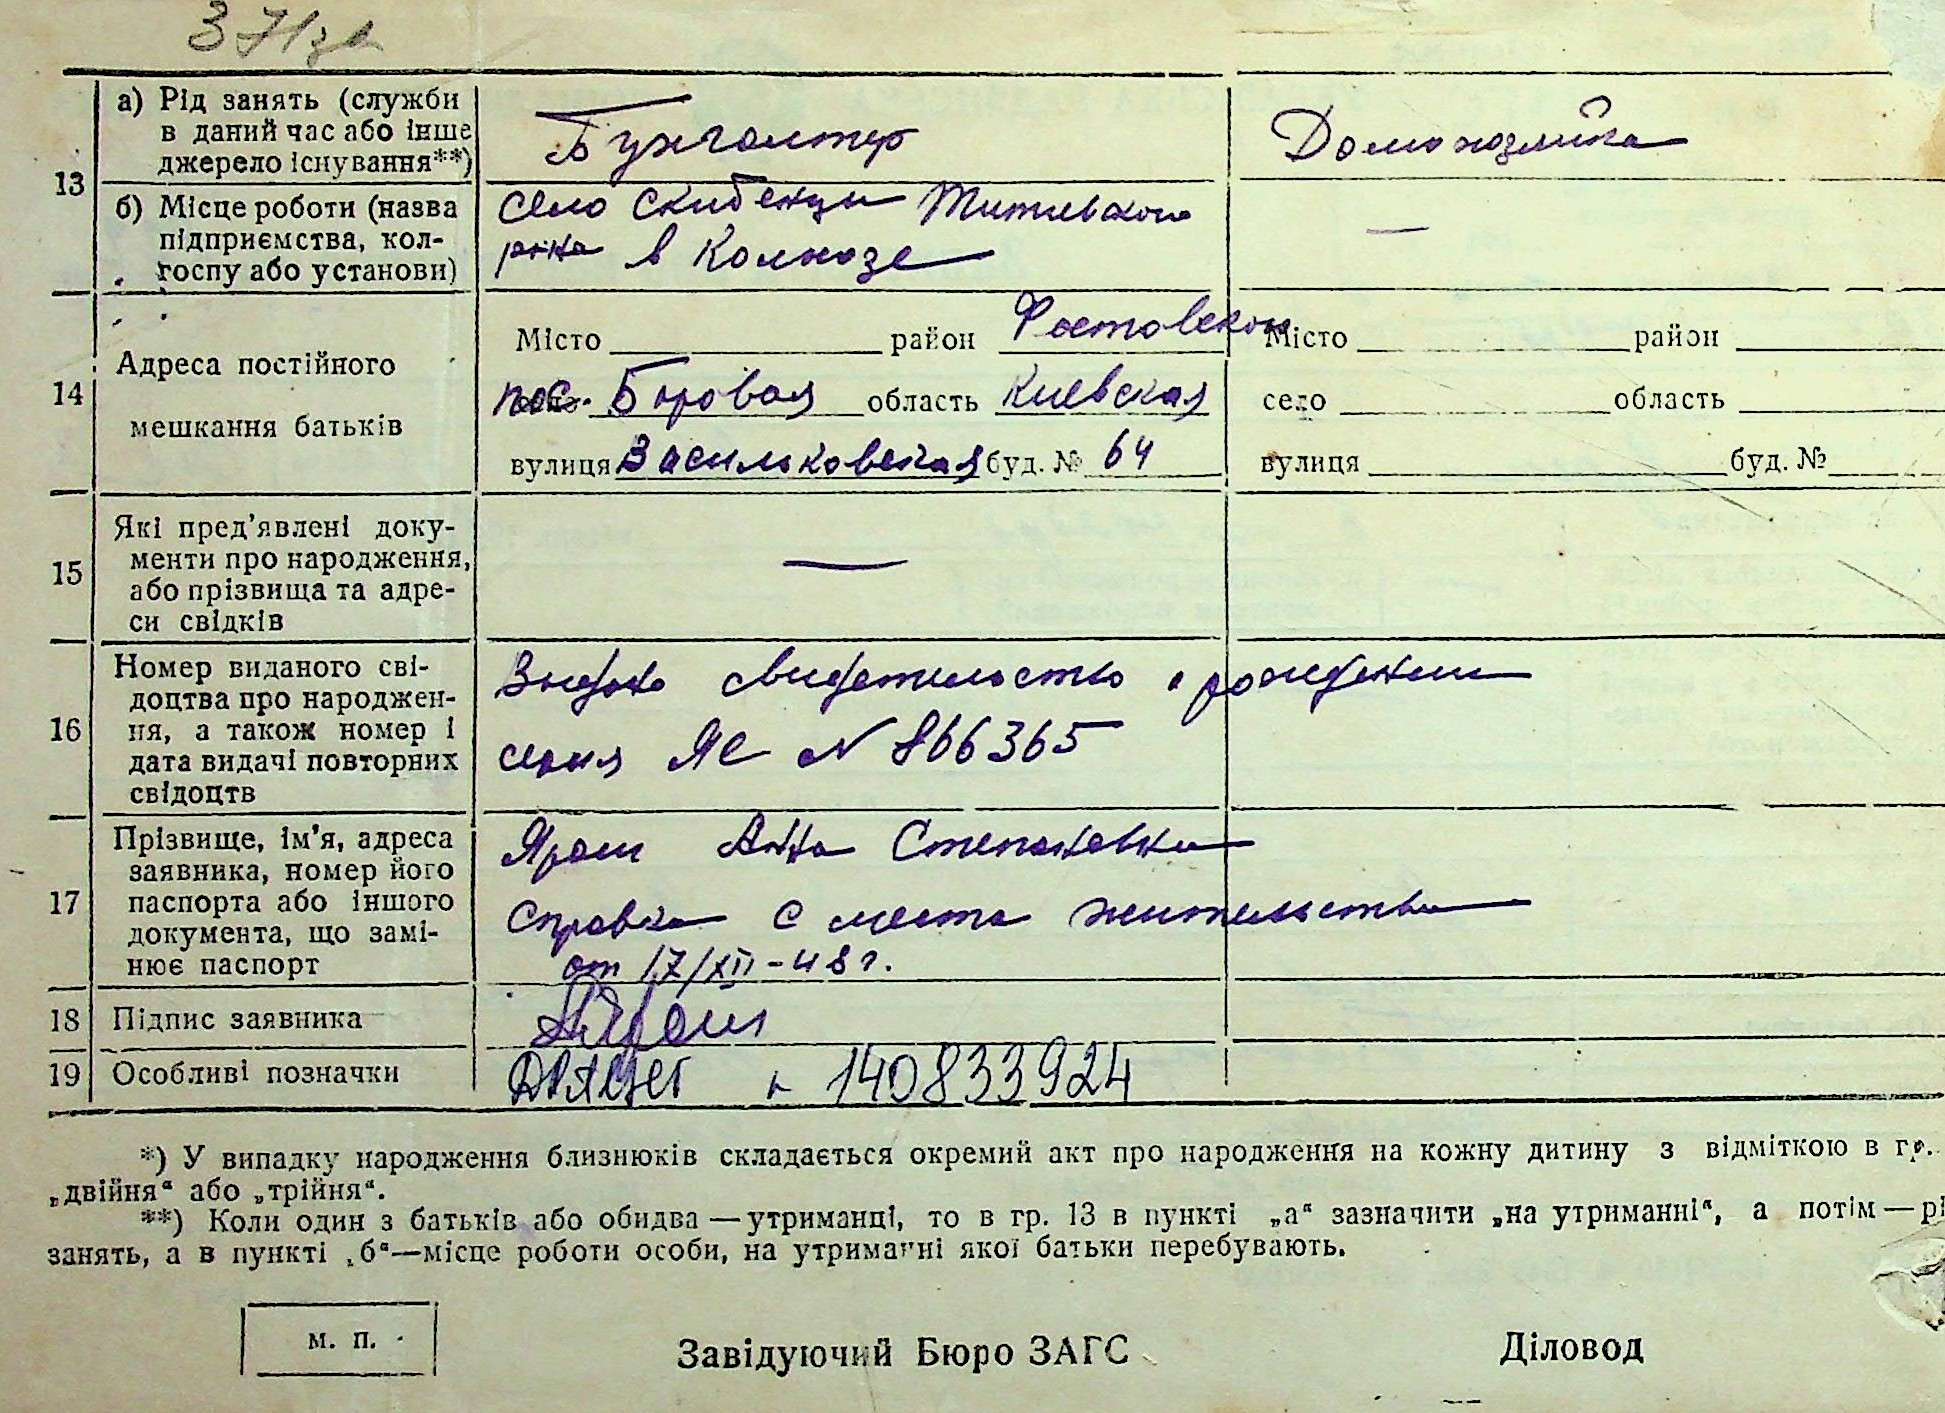 371зв
13
а) Рід занять (служби
в даний час або інше
джерело існування**)
Бухгалтер
Домохозяйка
б) Місце роботи (назва
підприємства, кол-
госпу або установи)
село Скибенцы
р-на в Колхозе
—
14
Адреса постійного
мешкання батьків
Місто район Фастовский
пос. Боровая область Киевская
вулиця Васильковская буд. № 64
Місто район
село область
вулиця буд. №
15
Які пред’явлені доку-
менти про народження,
або прізвища та адре-
си свідків
—
16
Номер виданого сві-
доцтва про народжен-
ня, а також номер і
дата видачі повторних
свідоцтв
Выдано свидетельство о рождении
серия ЯС N 866365
17
Прізвище, ім’я, адреса
заявника, номер його
паспорта або іншого
документа, що замі-
нює паспорт
Анна Степановна
Справка с места жительства
от 17/XII-48 г.
18
Підпис заявника
19
Особливі позначки
ДРАЦСГ 140833924
*) У випадку народження близнюків складається окремий акт про народження на кожну дитину з відміткою в гр.
„двійня“ або „трійня“.
**) Коли один з батьків або обидва — утриманці, то в гр. 13 в пункті „а“ зазначити „на утриманні“, а потім — рі
занять, а в пункті „б“—місце роботи особи, на утриманні якої батьки перебувають.
м. п.
Завідуючий Бюро ЗАГС
Діловод